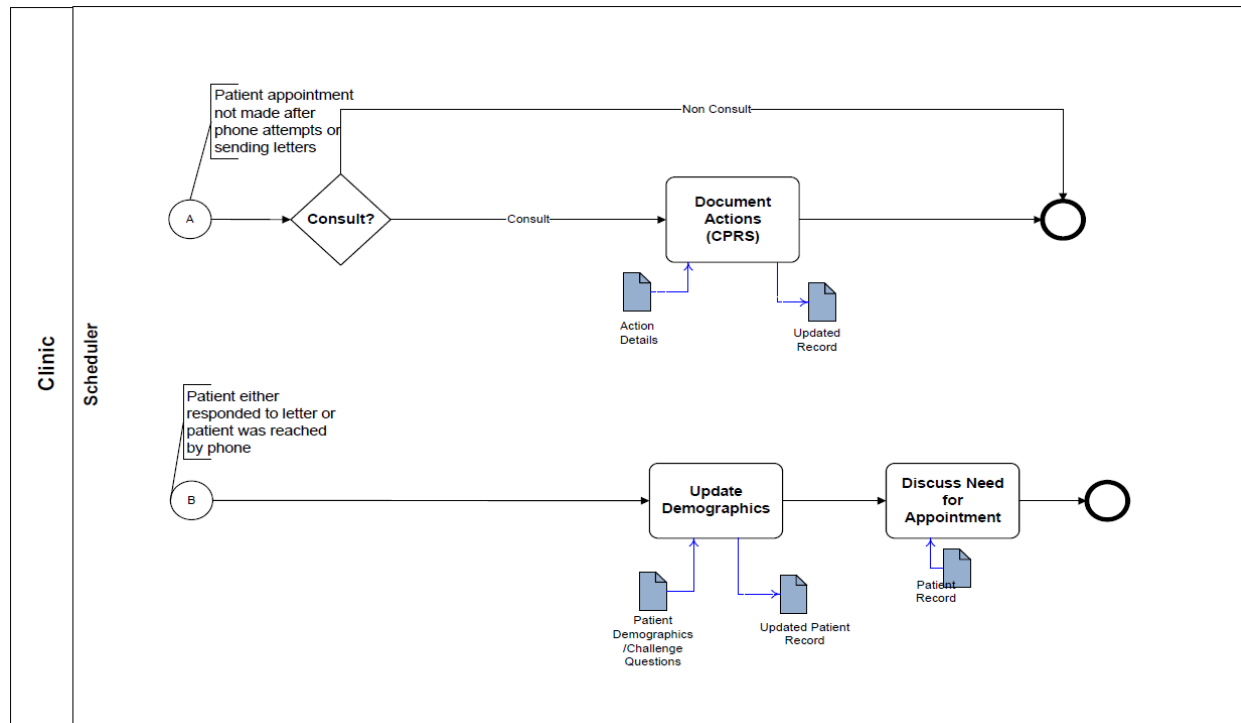 Clinic
Scheduler
Patient appointment
not made after
phone attempts or
sending letters
A
Consult?
Non Consult
Consult
Document
Actions
(CPRS)
Action
Details
Updated
Record
Patient either
responded to letter or
patient was reached
by phone
B
Update
Demographics
Discuss Need
for
Appointment
Patient
Demographics
/Challenge
Questions
Updated Patient
Record
Patient
Record